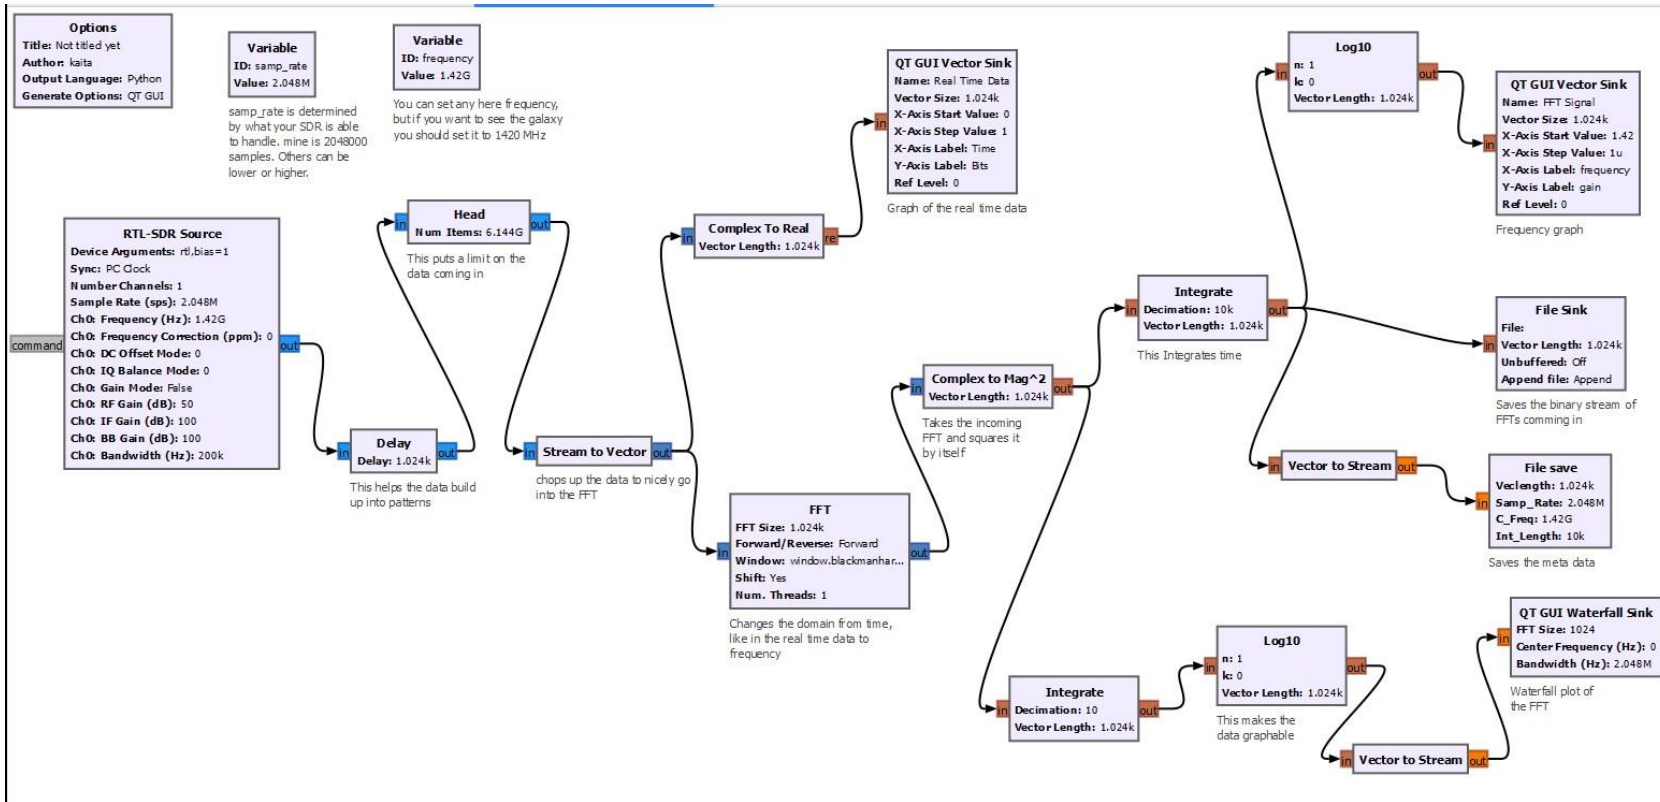 Options
Title: Not titled yet
Author: kaita
Output Language: Python
Generate Options: QT GUI
Variable
ID: samp_rate
Value: 2.048M
samp_rate is determined
by what your SDR is able
to handle. mine is 2048000
samples. Others can be
lower or higher.
Variable
ID: frequency
Value: 1.42G
You can set any here frequency,
but if you want to see the galaxy
you should set it to 1420 MHz
RTL-SDR Source
Device Arguments: rtl,bias=1
Sync: PC Clock
Number Channels: 1
Sample Rate (sps): 2.048M
Ch0: Frequency (Hz): 1.42G
Ch0: Frequency Correction (ppm): 0
Ch0: DC Offset Mode: 0
Ch0: IQ Balance Mode: 0
Ch0: Gain Mode: False
Ch0: RF Gain (dB): 50
Ch0: IF Gain (dB): 100
Ch0: BB Gain (dB): 100
Ch0: Bandwidth (Hz): 200k
command
out
in
Delay
Delay: 1.024k
out
This helps the data build
up into patterns
in
Head
Num Items: 6.144G
out
This puts a limit on the
data coming in
in
Stream to Vector
out
chops up the data to nicely go
into the FFT
in
Complex To Real
Vector Length: 1.024k
re
in
QT GUI Vector Sink
Name: Real Time Data
Vector Size: 1.024k
X-Axis Start Value: 0
X-Axis Step Value: 1
X-Axis Label: Time
Y-Axis Label: Bits
Ref Level: 0
Graph of the real time data
in
FFT
FFT Size: 1.024k
Forward/Reverse: Forward
Window: window.blackmanhar...
Shift: Yes
Num. Threads: 1
out
Changes the domain from time,
like in the real time data to
frequency
in
Complex to Mag^2
Vector Length: 1.024k
out
Takes the incoming
FFT and squares it
by itself
in
Integrate
Decimation: 10k
Vector Length: 1.024k
out
This Integrates time
in
Log10
n: 1
k: 0
Vector Length: 1.024k
out
in
QT GUI Vector Sink
Name: FFT Signal
Vector Size: 1.024k
X-Axis Start Value: 1.42
X-Axis Step Value: 1u
X-Axis Label: frequency
Y-Axis Label: gain
Ref Level: 0
Frequency graph
in
File Sink
File:
Vector Length: 1.024k
Unbuffered: Off
Append file: Append
Saves the binary stream of
FFTs comming in
in
Vector to Stream
out
in
File save
Veclength: 1.024k
Samp_Rate: 2.048M
C_Freq: 1.42G
Int_Length: 10k
Saves the meta data
in
Integrate
Decimation: 10
Vector Length: 1.024k
out
in
Log10
n: 1
k: 0
Vector Length: 1.024k
out
This makes the
data graphable
in
Vector to Stream
out
in
QT GUI Waterfall Sink
FFT Size: 1024
Center Frequency (Hz): 0
Bandwidth (Hz): 2.048M
Waterfall plot of
the FFT